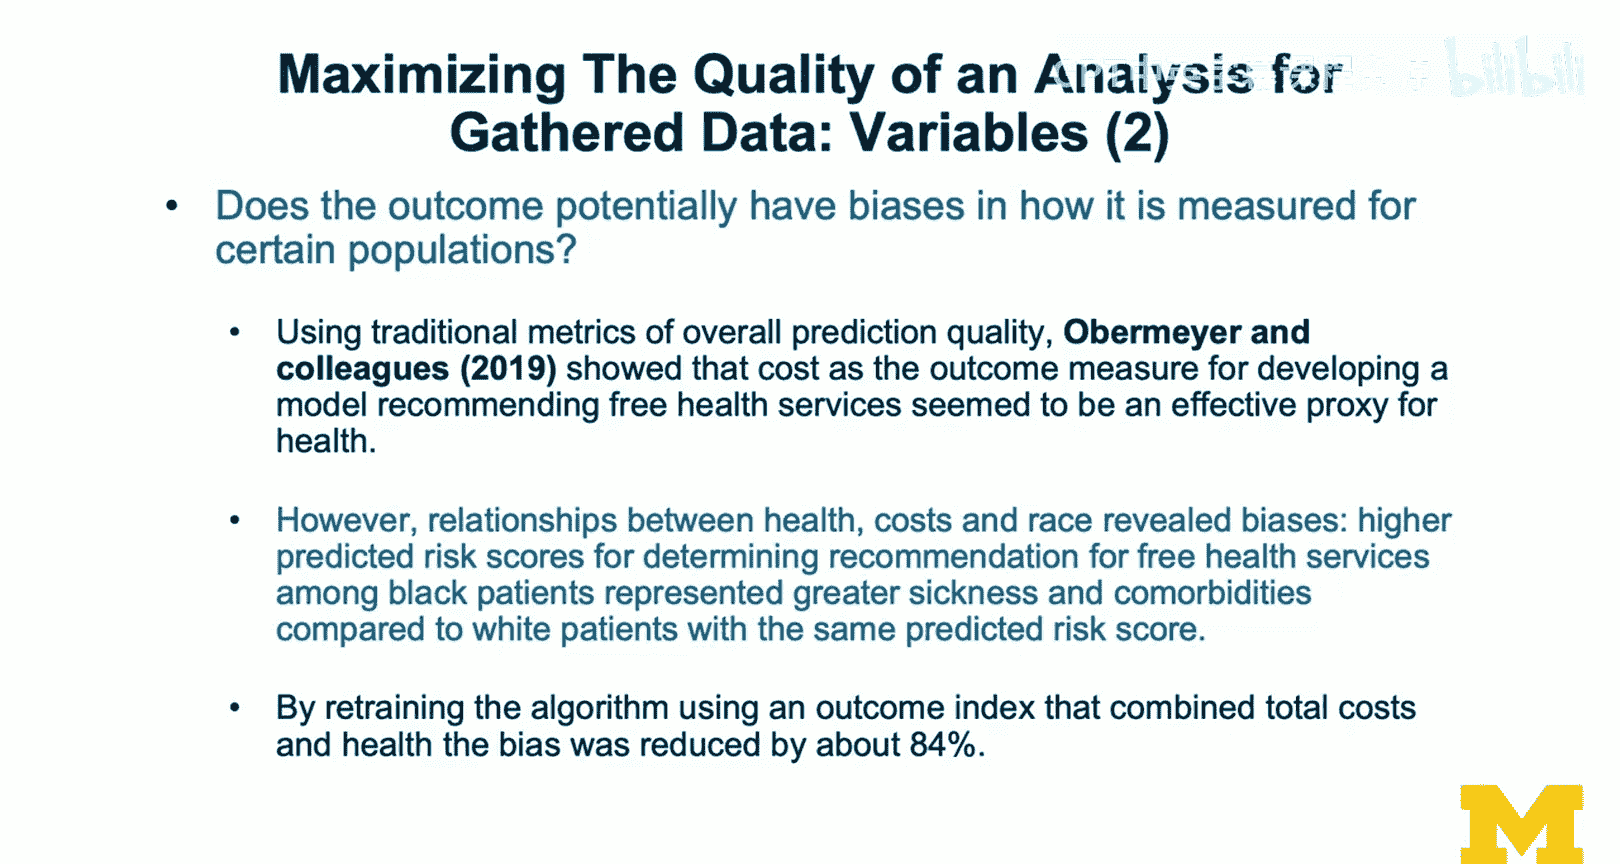 Maximizing The Quality of an Analysis for
Gathered Data: Variables (2)
bilibili
• Does the outcome potentially have biases in how it is measured for
certain populations?
• Using traditional metrics of overall prediction quality, Obermeyer and
colleagues (2019) showed that cost as the outcome measure for developing a
model recommending free health services seemed to be an effective proxy for
health.
• However, relationships between health, costs and race revealed biases: higher
predicted risk scores for determining recommendation for free health services
among black patients represented greater sickness and comorbidities
compared to white patients with the same predicted risk score.
• By retraining the algorithm using an outcome index that combined total costs
and health the bias was reduced by about 84%.
M